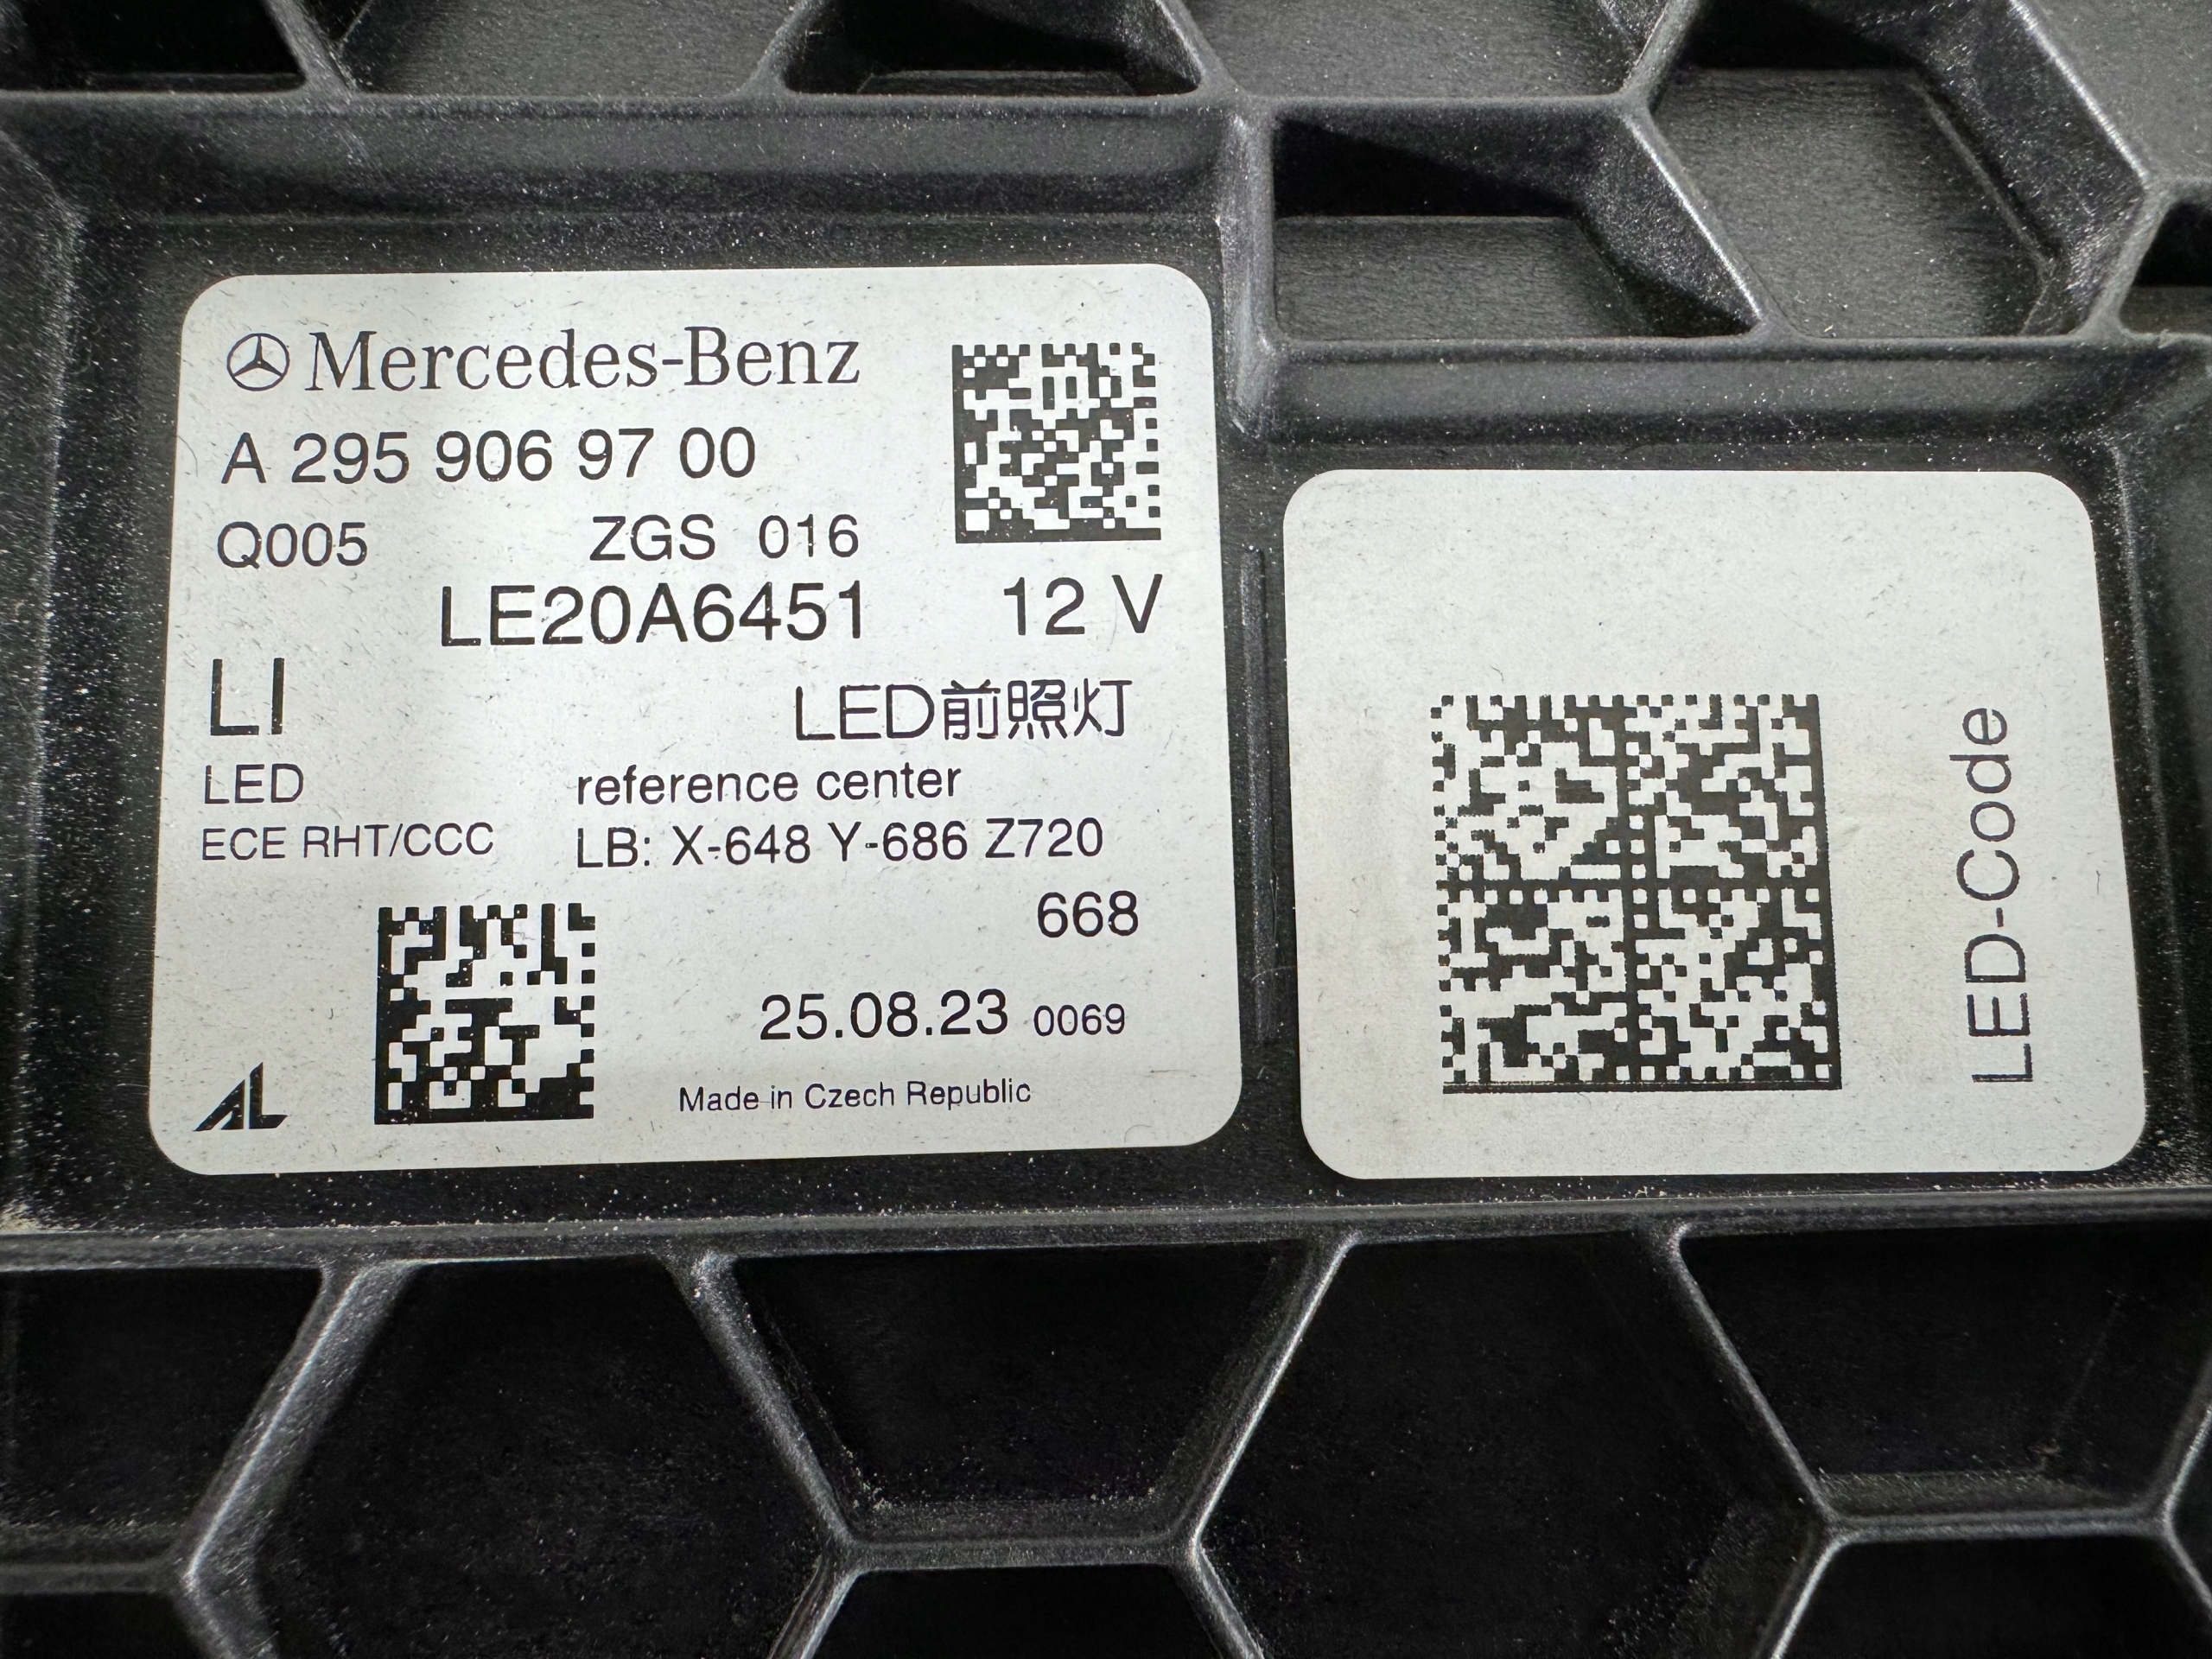 Mercedes-Benz
A 295 906 97 00
Q005 ZGS 016
LE20A6451 12 V
LI LED前照灯
LED reference center
ECE RHT/CCC LB: X-648 Y-686 Z720
668
25.08.23 0069
Made in Czech Republic
AL
LED-Code